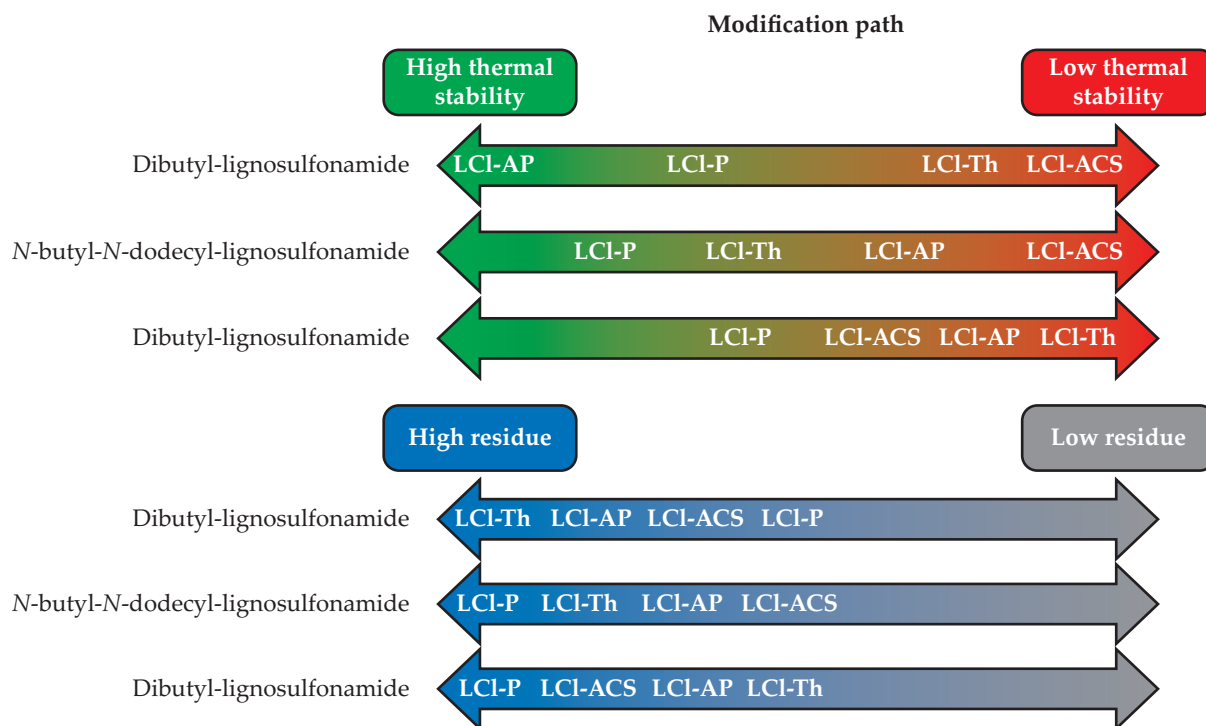 Modification path
High thermal
stability
Low thermal
stability
Dibutyl-lignosulfonamide LCl-AP LCl-P LCl-Th LCl-ACS
N-butyl-N-dodecyl-lignosulfonamide LCl-P LCl-Th LCl-AP LCl-ACS
Dibutyl-lignosulfonamide LCl-P LCl-ACS LCl-AP LCl-Th
High residue Low residue
Dibutyl-lignosulfonamide LCl-Th LCl-AP LCl-ACS LCl-P
N-butyl-N-dodecyl-lignosulfonamide LCl-P LCl-Th LCl-AP LCl-ACS
Dibutyl-lignosulfonamide LCl-P LCl-ACS LCl-AP LCl-Th